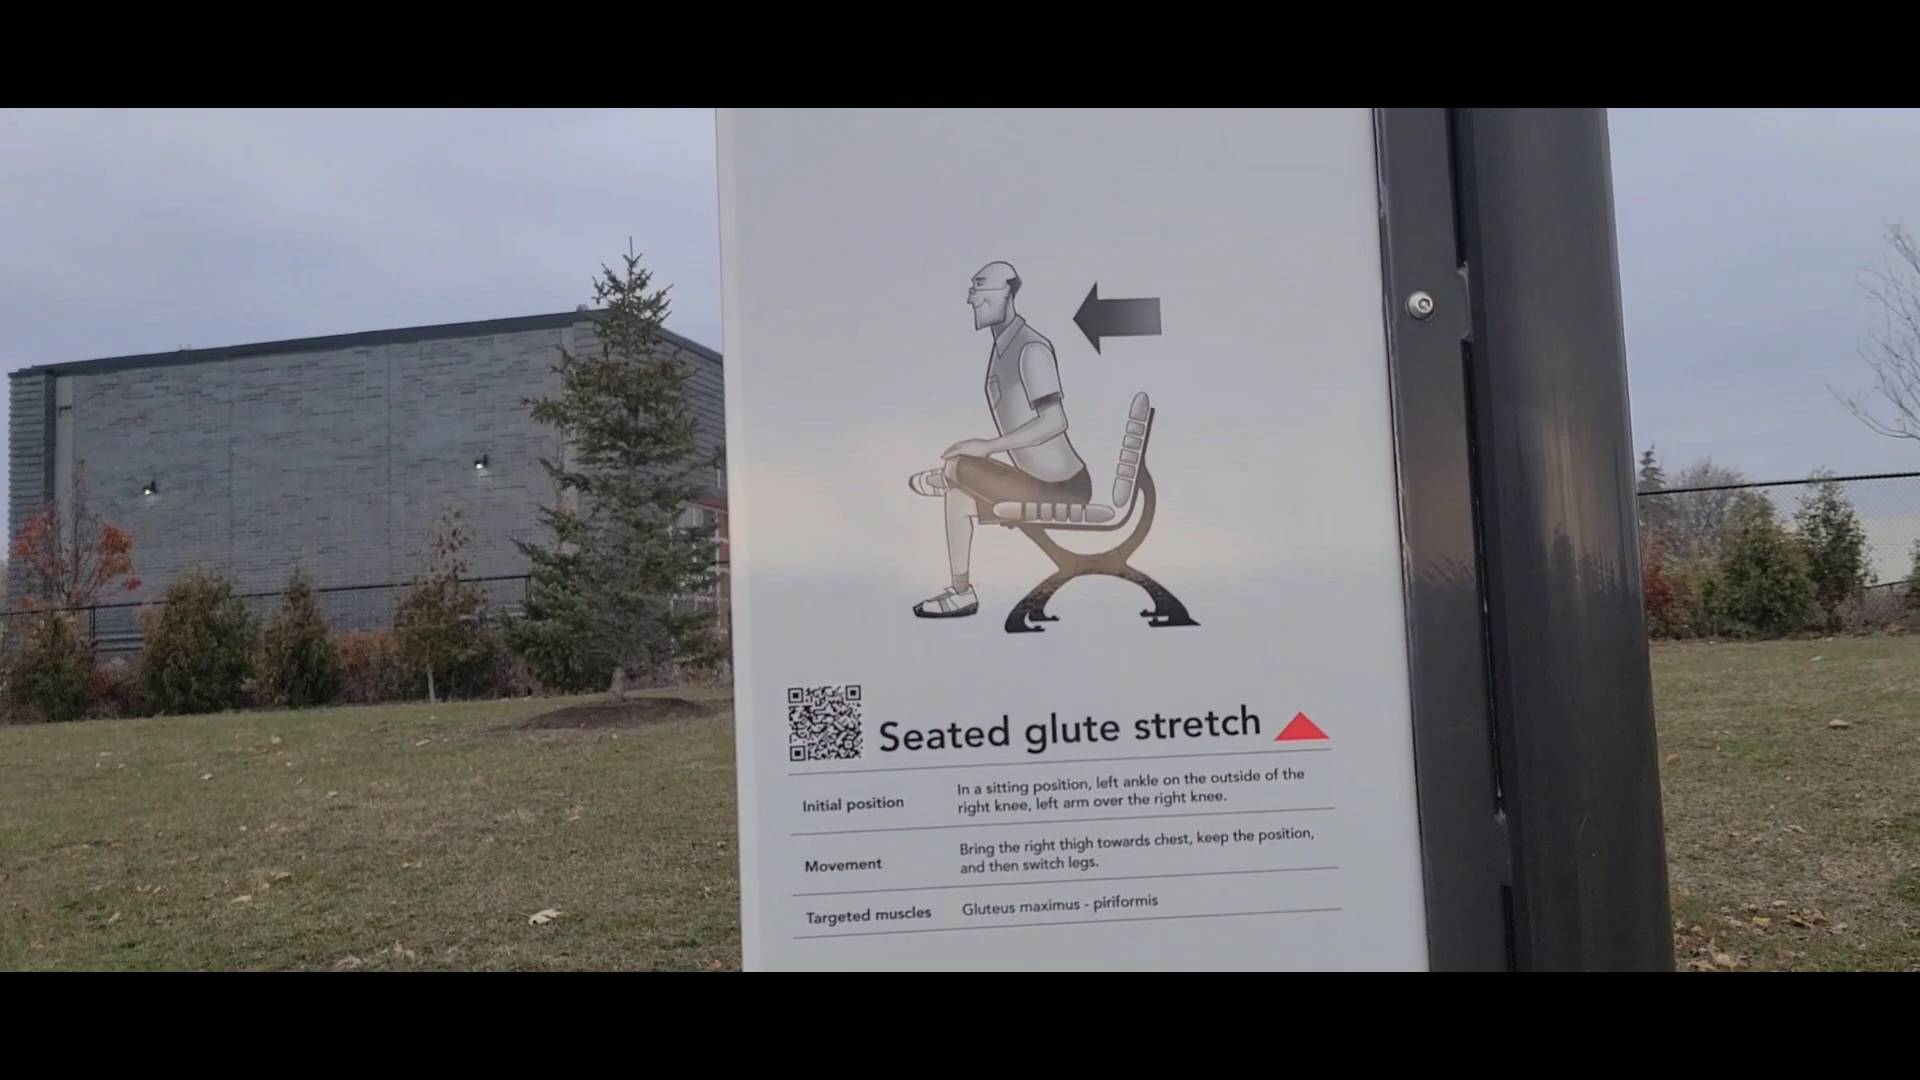 Seated glute stretch
Initial position
In a sitting position, left ankle on the outside of the
right knee, left arm over the right knee.
Movement
Bring the right thigh towards chest, keep the position,
and then switch legs.
Targeted muscles
Gluteus maximus - piriformis